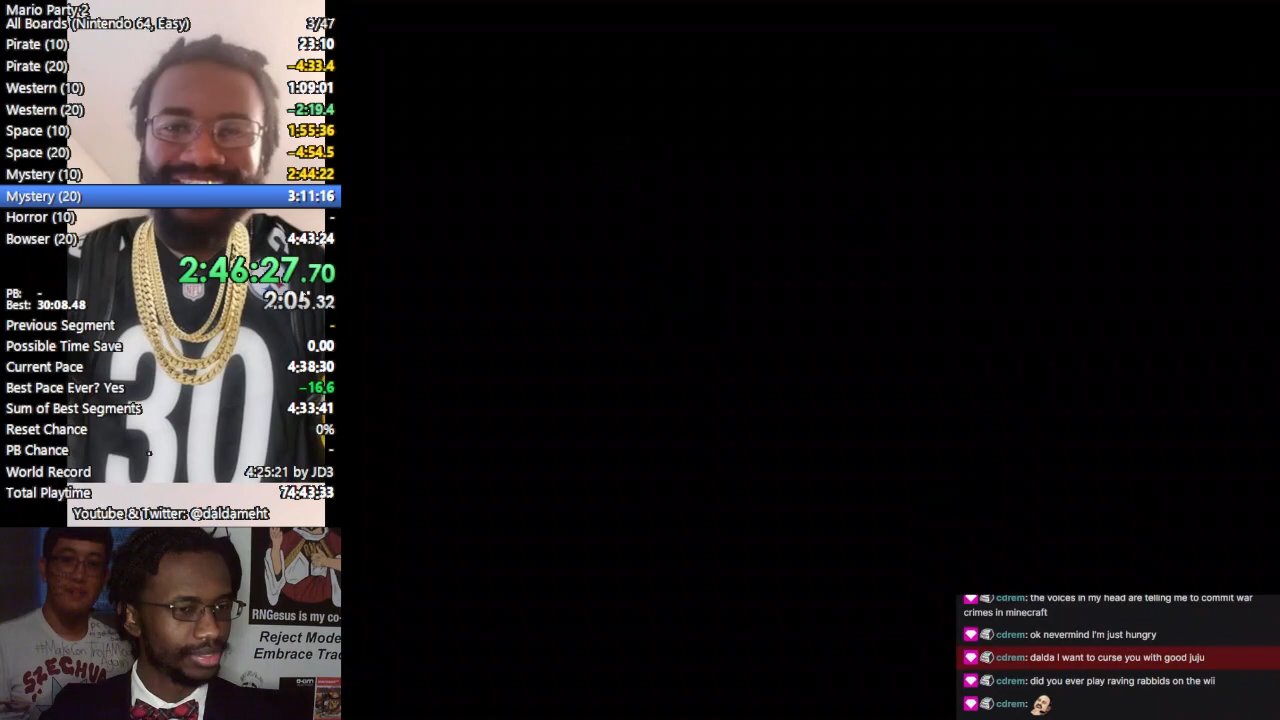 Mario Party 2
All Boards (Nintendo 64, Easy) 3/47
Pirate (10) 23:10
Pirate (20) −4:33.4
Western (10) 1:09:01
Western (20) −2:19.4
Space (10) 1:55:36
Space (20) −4:54.5
Mystery (10) 2:44:22
Mystery (20) 3:11:16
Horror (10) -
Bowser (20) 4:43:24
2:46:27.70
PB: -
Best: 30:08.48 2:05.32
Previous Segment -
Possible Time Save 0.00
Current Pace 4:38:30
Best Pace Ever? Yes −16.6
Sum of Best Segments 4:33:41
Reset Chance 0%
PB Chance -
World Record 4:25:21 by JD3
Total Playtime 74:43:33
Youtube & Twitter: @daldameht
30
NFL
RNGesus is my co-
Reject Mode
Embrace Tra
SZECHUA
cdrem: the voices in my head are telling me to commit war
crimes in minecraft
cdrem: ok nevermind I'm just hungry
cdrem: dalda I want to curse you with good juju
cdrem: did you ever play raving rabbids on the wii
cdrem: